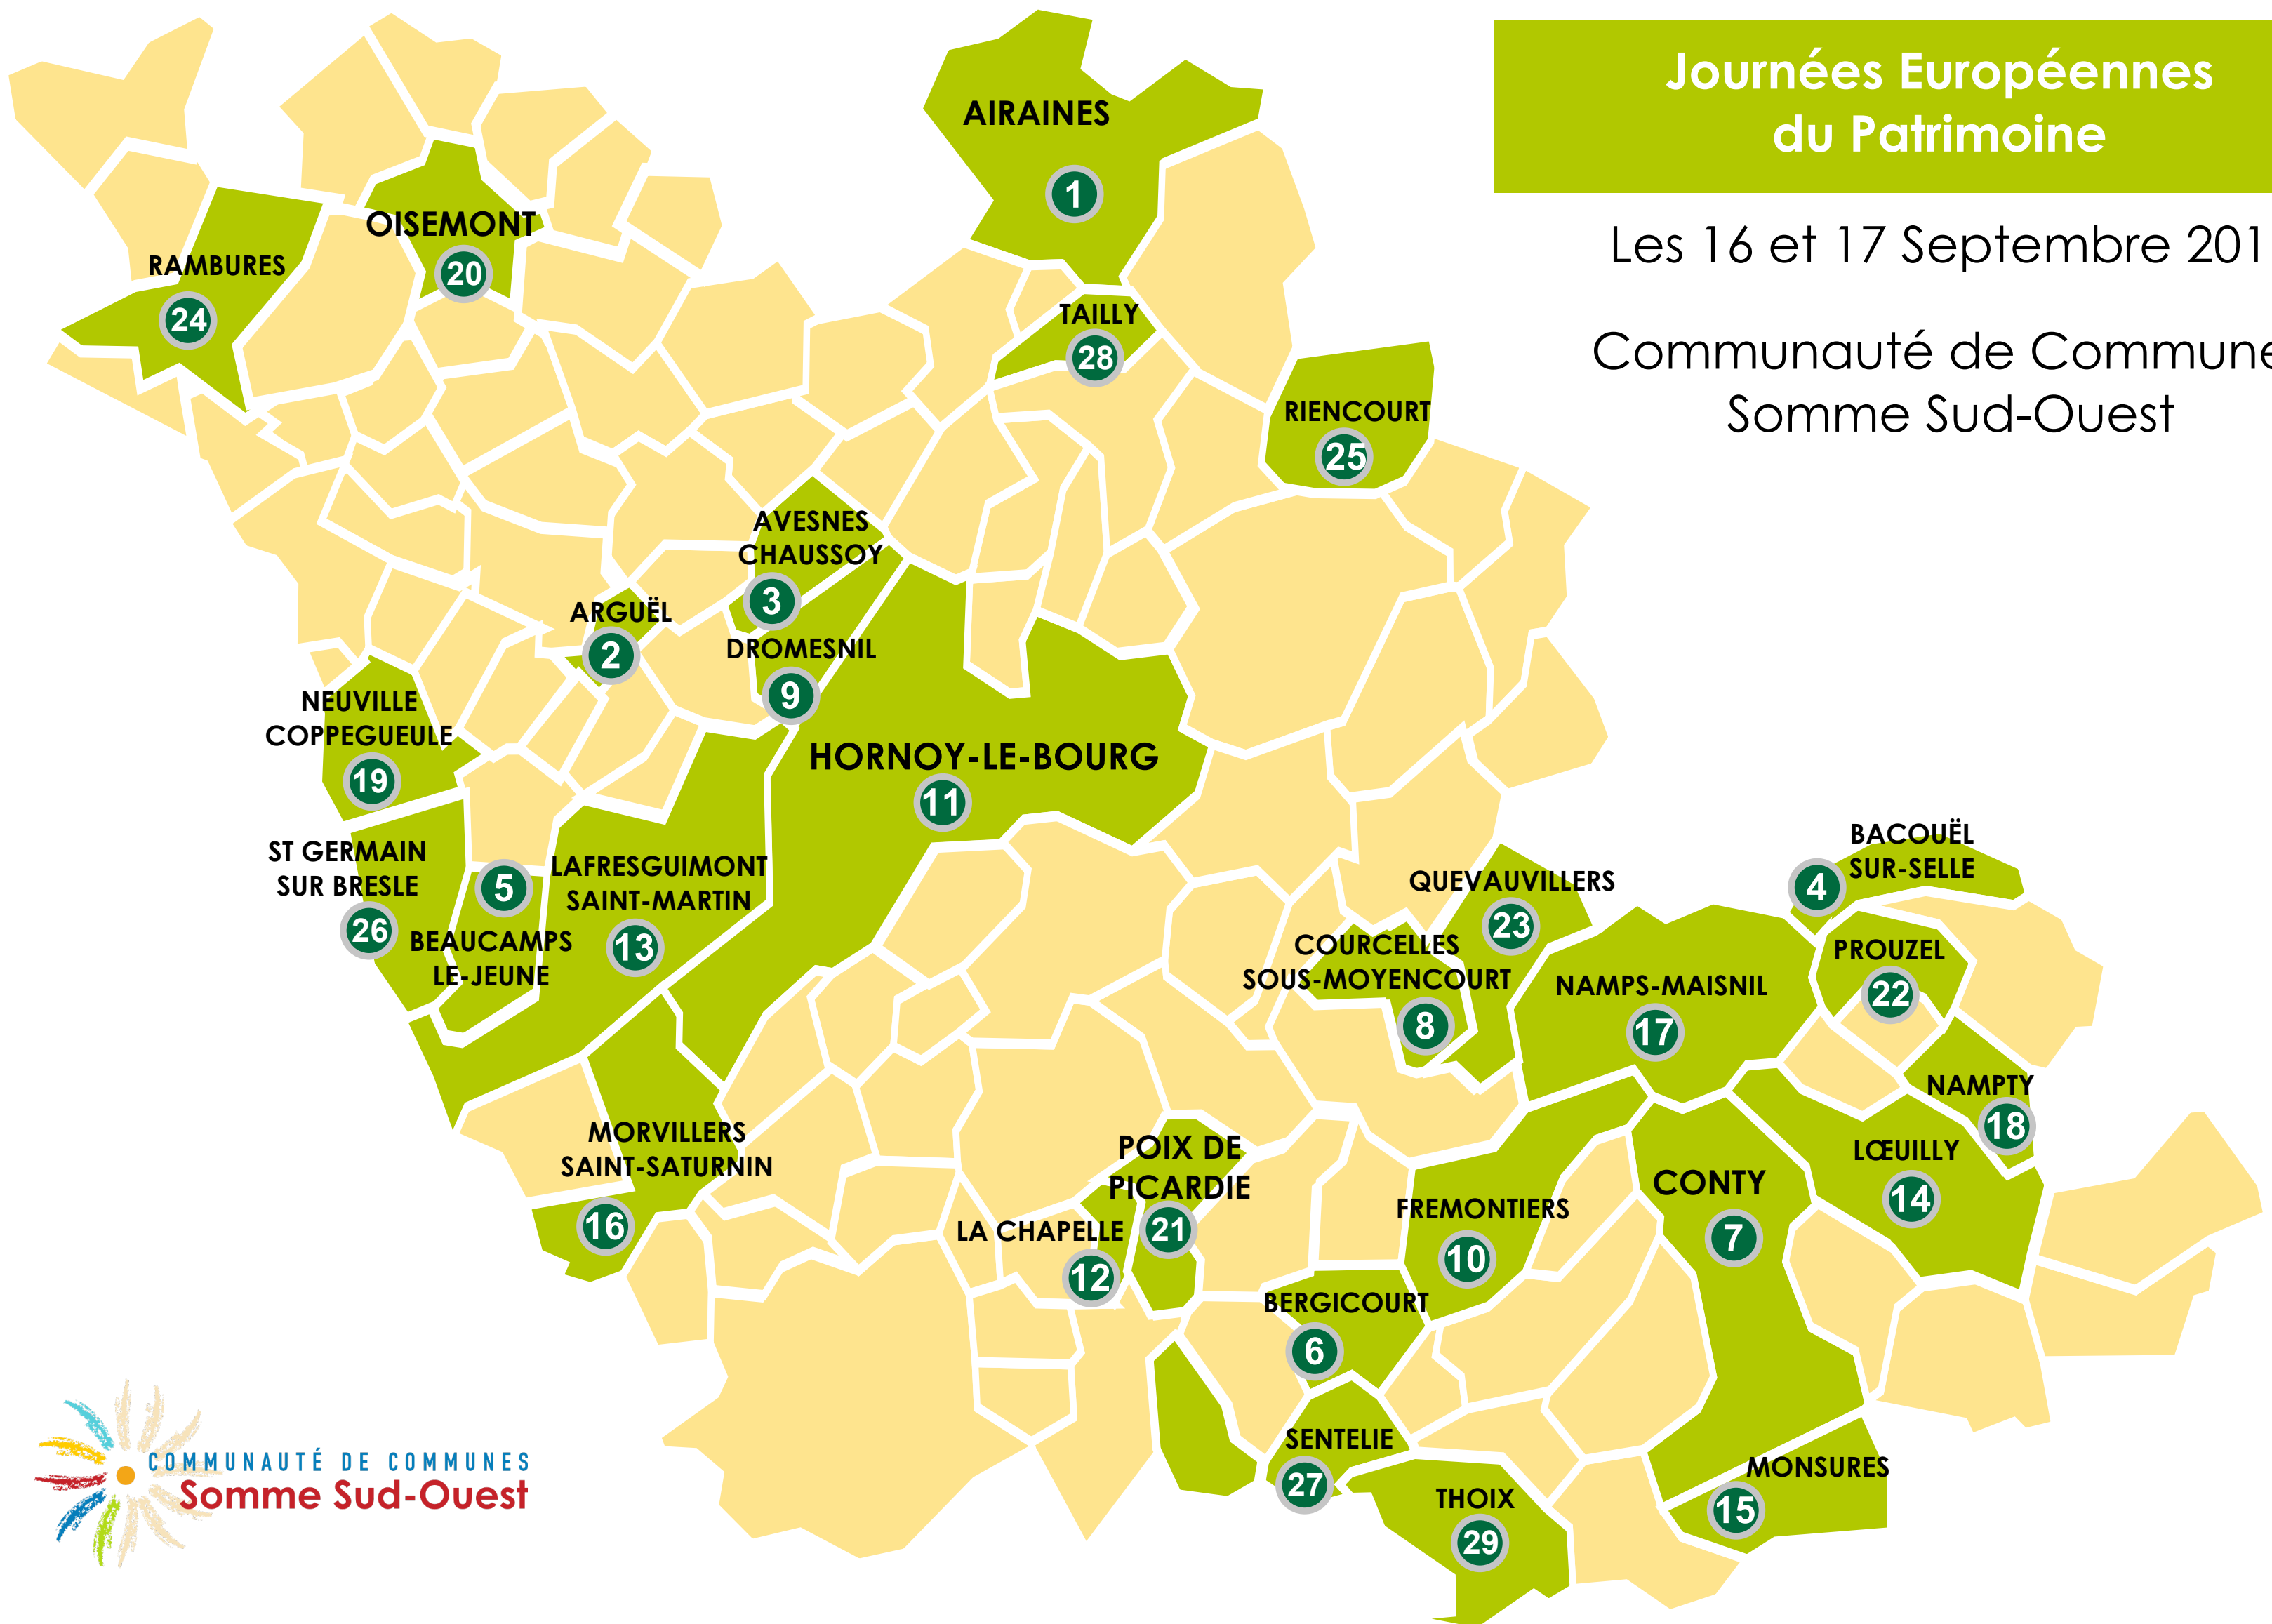 Journées Européennes
du Patrimoine
Les 16 et 17 Septembre 201
Communauté de Commune
Somme Sud-Ouest
AIRAINES
1
OISEMONT
20
RAMBURES
24
TAILLY
28
RIENCOURT
25
AVESNES
CHAUSSOY
3
ARGUËL
2
DROMESNIL
9
NEUVILLE
COPPEGUEULE
19
HORNOY-LE-BOURG
11
ST GERMAIN
SUR BRESLE
26
5
BEAUCAMPS
LE-JEUNE
LAFRESGUIMONT
SAINT-MARTIN
13
BACOUËL
SUR-SELLE
4
QUEVAUVILLERS
23
COURCELLES
SOUS-MOYENCOURT
8
NAMPS-MAISNIL
17
PROUZEL
22
NAMPTY
18
MORVILLERS
SAINT-SATURNIN
16
POIX DE
PICARDIE
21
LA CHAPELLE
12
FREMONTIERS
10
CONTY
7
LŒUILLY
14
BERGICOURT
6
SENTELIE
27
THOIX
29
MONSURES
15
COMMUNAUTÉ DE COMMUNES
Somme Sud-Ouest